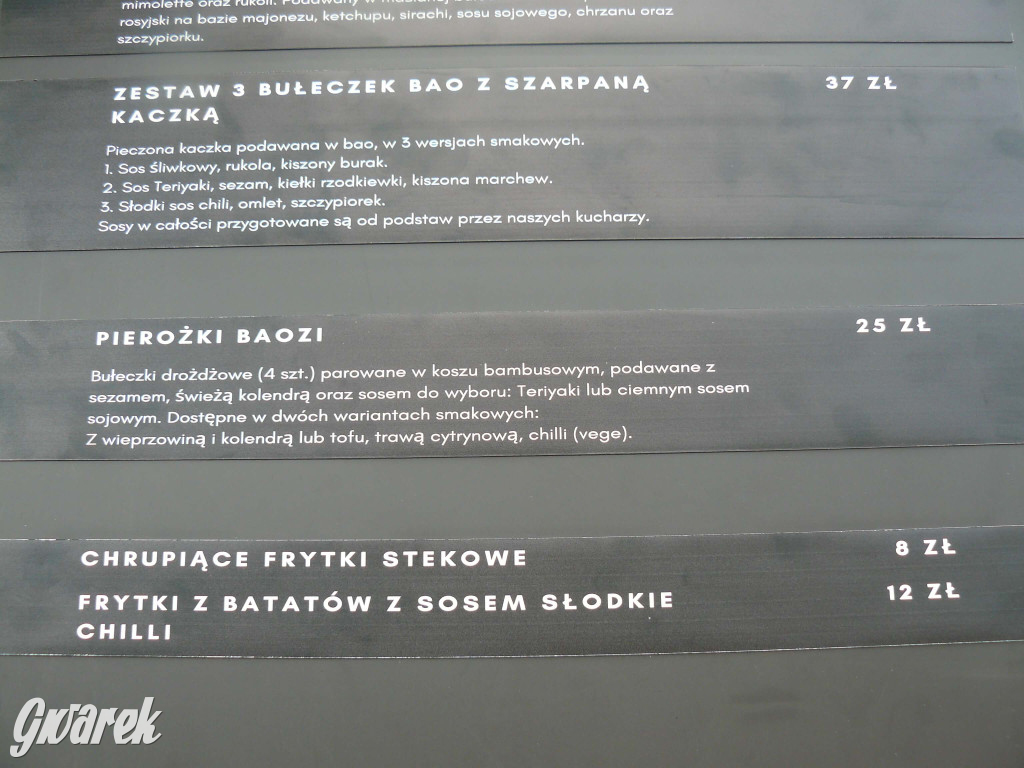 mimolette oraz rukoli. Podawany w maślanej
rosyjski na bazie majonezu, ketchupu, sirachi, sosu sojowego, chrzanu oraz
szczypiorku.
ZESTAW 3 BUŁECZEK BAO Z SZARPANĄ 37 ZŁ
KACZKĄ
Pieczona kaczka podawana w bao, w 3 wersjach smakowych.
1. Sos śliwkowy, rukola, kiszony burak.
2. Sos Teriyaki, sezam, kiełki rzodkiewki, kiszona marchew.
3. Słodki sos chili, omlet, szczypiorek.
Sosy w całości przygotowane są od podstaw przez naszych kucharzy.
PIEROŻKI BAOZI 25 ZŁ
Bułeczki drożdżowe (4 szt.) parowane w koszu bambusowym, podawane z
sezamem, świeżą kolendrą oraz sosem do wyboru: Teriyaki lub ciemnym sosem
sojowym. Dostępne w dwóch wariantach smakowych:
Z wieprzowiną i kolendrą lub tofu, trawą cytrynową, chilli (vege).
CHRUPIĄCE FRYTKI STEKOWE 8 ZŁ
FRYTKI Z BATATÓW Z SOSEM SŁODKIE 12 ZŁ
CHILLI
Gwarek